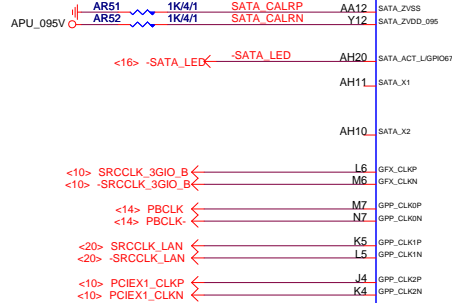 AR51 1K/4/1 SATA_CALRP AA12 SATA_ZVSS
APU_095V AR52 1K/4/1 SATA_CALRN Y12 SATA_ZVDD_095
<16> -SATA_LED -SATA_LED AH20 SATA_ACT_L/GPIO67
AH11 SATA_X1
AH10 SATA_X2
<10> SRCCLK_3GIO_B L6 GFX_CLKP
<10> -SRCCLK_3GIO_B M6 GFX_CLKN
<14> PBCLK M7 GPP_CLK0P
<14> PBCLK- N7 GPP_CLK0N
<20> SRCCLK_LAN K5 GPP_CLK1P
<20> -SRCCLK_LAN L5 GPP_CLK1N
<10> PCIEX1_CLKP J4 GPP_CLK2P
<10> PCIEX1_CLKN K4 GPP_CLK2N